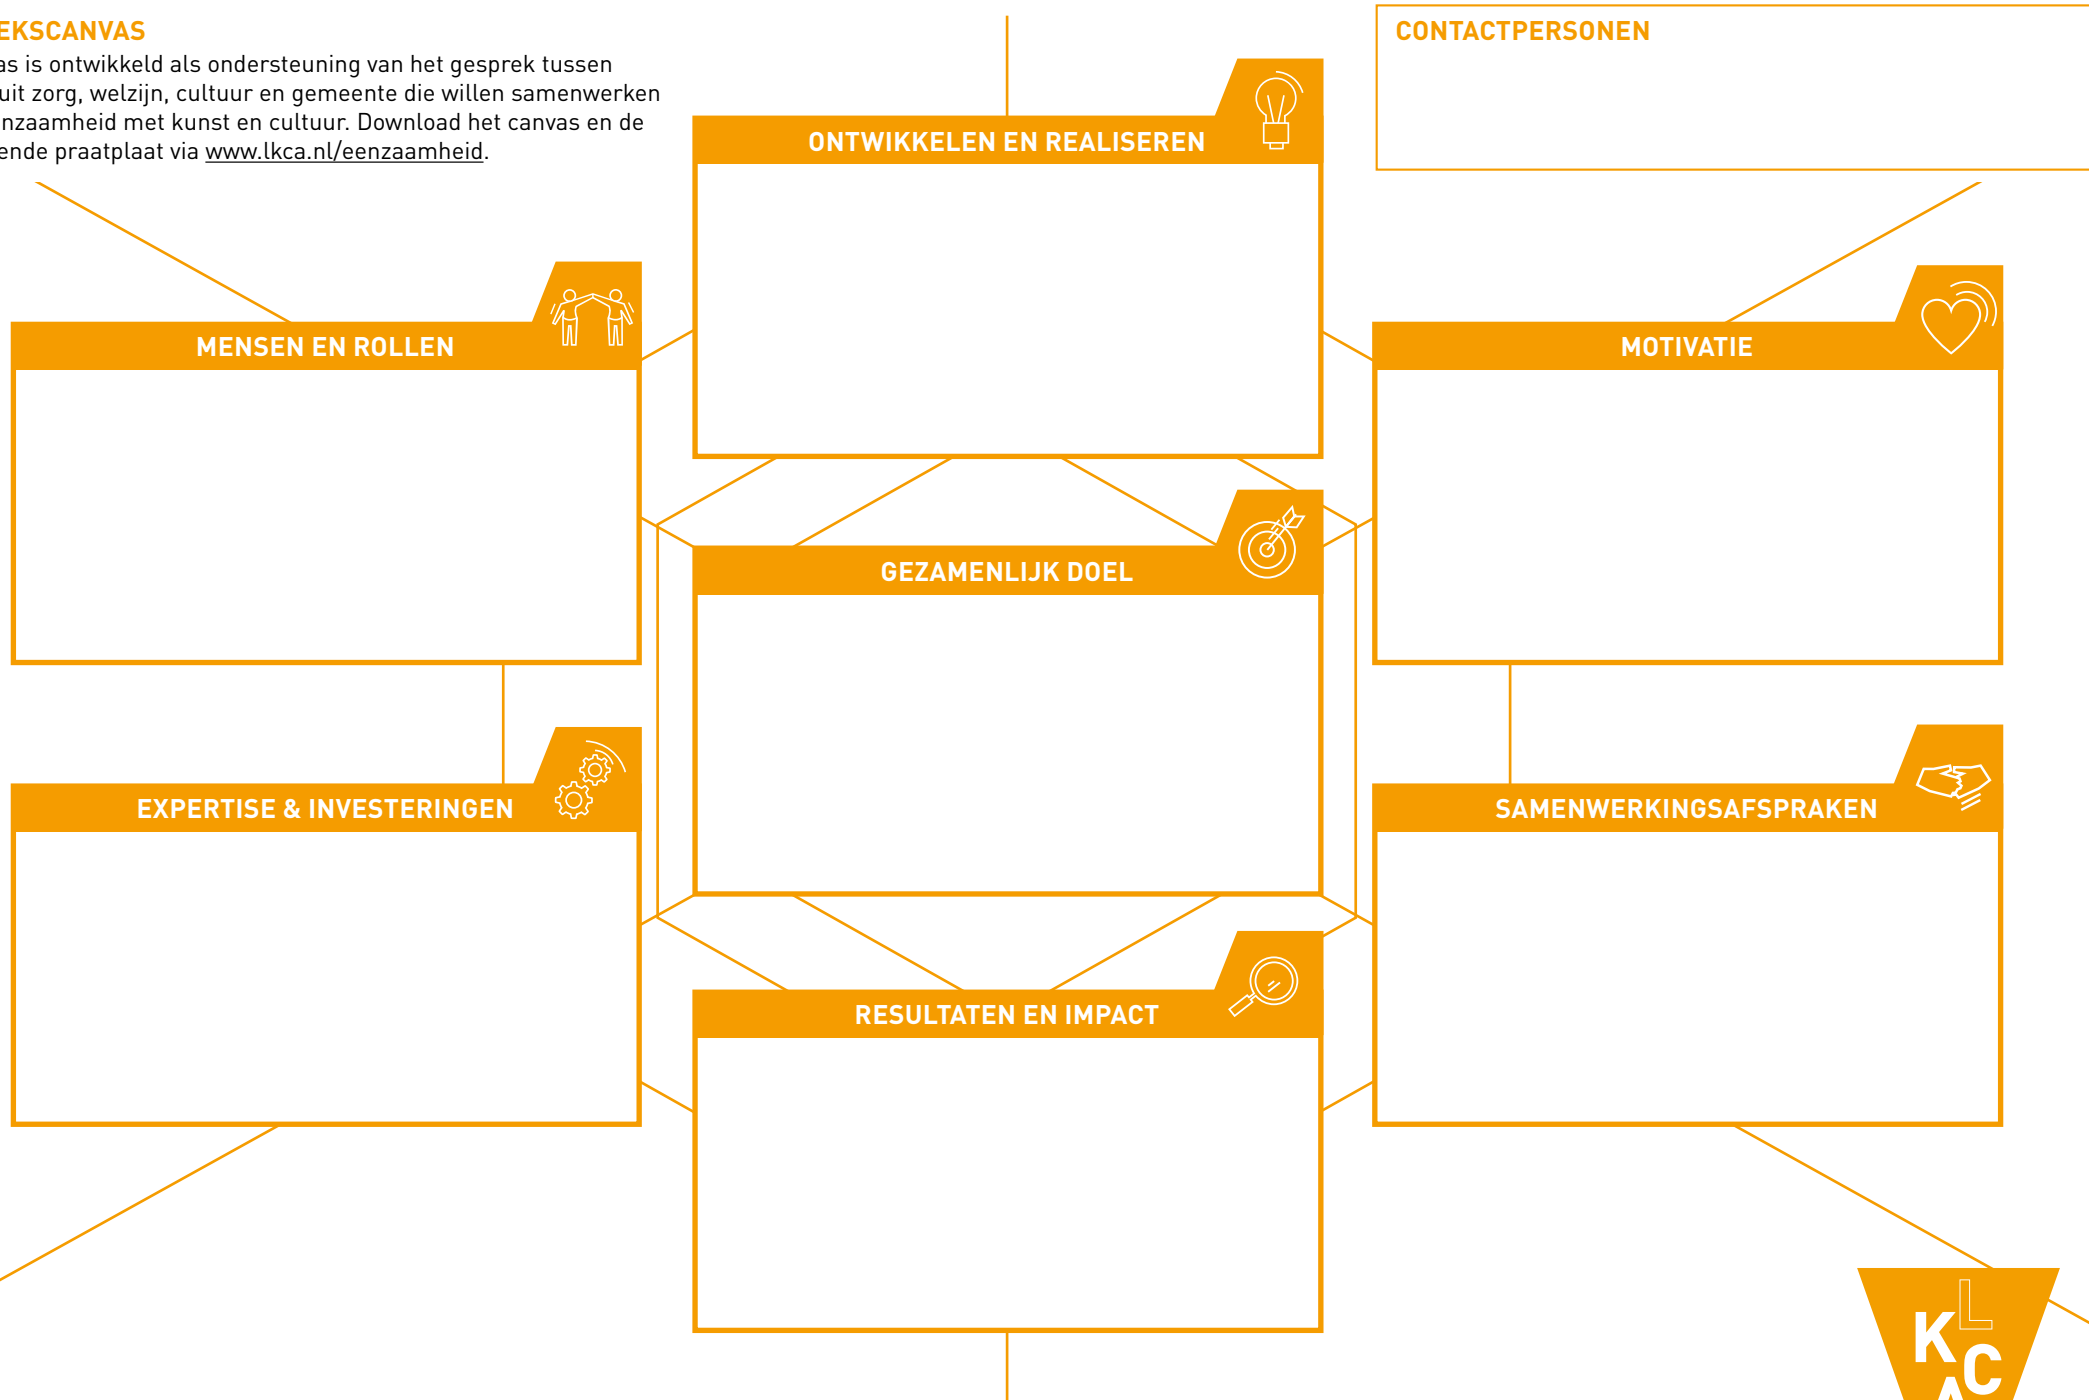 EKSCANVAS
as is ontwikkeld als ondersteuning van het gesprek tussen
uit zorg, welzijn, cultuur en gemeente die willen samenwerken
nzaamheid met kunst en cultuur. Download het canvas en de
ende praatplaat via www.lkca.nl/eenzaamheid.
CONTACTPERSONEN
ONTWIKKELEN EN REALISEREN
MENSEN EN ROLLEN
MOTIVATIE
GEZAMENLIJK DOEL
EXPERTISE & INVESTERINGEN
SAMENWERKINGSAFSPRAKEN
RESULTATEN EN IMPACT
L
K
C
A